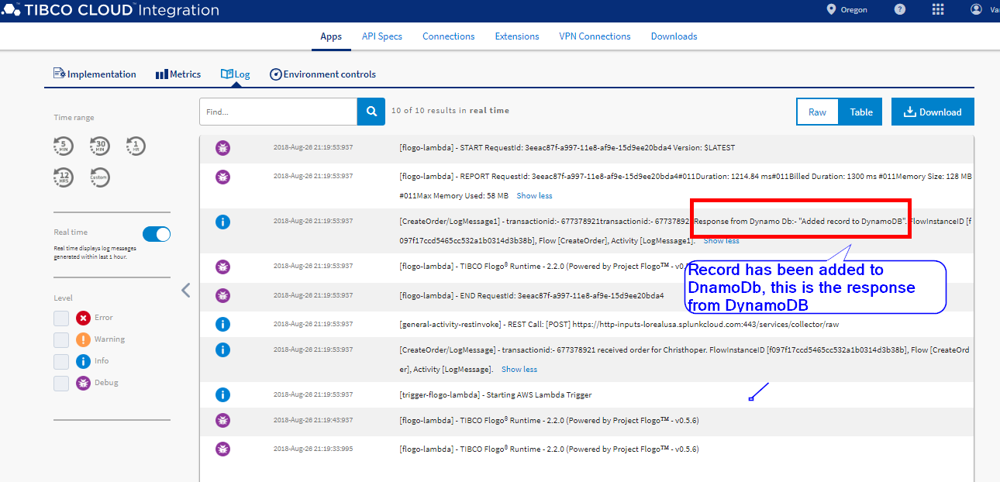 TIBCO CLOUD™ Integration
Oregon
?
Apps API Specs Connections Extensions VPN Connections Downloads
Implementation Metrics Log Environment controls
Time range
5 MIN 30 MIN 1 HR
12 HRS Custom
Real time
Real time displays log messages
generated within last 1 hour.
Level
Error
Warning
Info
Debug
Find...
10 of 10 results in real time
Raw Table Download
2018-Aug-26 21:19:53:937 [flogo-lambda] - START RequestId: 3eeac87f-a997-11e8-af9e-15d9ee20bda4 Version: $LATEST
2018-Aug-26 21:19:53:937 [flogo-lambda] - REPORT RequestId: 3eeac87f-a997-11e8-af9e-15d9ee20bda4#011Duration: 1214.84 ms#011Billed Duration: 1300 ms #011Memory Size: 128 MB
#011Max Memory Used: 58 MB Show less
2018-Aug-26 21:19:53:937 [CreateOrder/LogMessage1] - transactionid:- 677378921transactionid:- 67737892 Response from Dynamo Db:- "Added record to DynamoDB". FlowInstanceID [f
097f17ccd5465cc532a1b0314d3b38b], Flow [CreateOrder], Activity [LogMessage1]. Show less
2018-Aug-26 21:19:53:937 [flogo-lambda] - TIBCO Flogo® Runtime - 2.2.0 (Powered by Project Flogo™ - v0.
Record has been added to
DnamoDb, this is the response
from DynamoDB
2018-Aug-26 21:19:53:937 [flogo-lambda] - END RequestId: 3eeac87f-a997-11e8-af9e-15d9ee20bda4
2018-Aug-26 21:19:53:937 [general-activity-restinvoke] - REST Call: [POST] https://http-inputs-lorealusa.splunkcloud.com:443/services/collector/raw
2018-Aug-26 21:19:53:937 [CreateOrder/LogMessage] - transactionid:- 677378921 received order for Christhoper. FlowInstanceID [f097f17ccd5465cc532a1b0314d3b38b], Flow [CreateOrd
er], Activity [LogMessage]. Show less
2018-Aug-26 21:19:53:937 [trigger-flogo-lambda] - Starting AWS Lambda Trigger
2018-Aug-26 21:19:43:937 [flogo-lambda] - TIBCO Flogo® Runtime - 2.2.0 (Powered by Project Flogo™ - v0.5.6)
2018-Aug-26 21:19:33:995 [flogo-lambda] - TIBCO Flogo® Runtime - 2.2.0 (Powered by Project Flogo™ - v0.5.6)